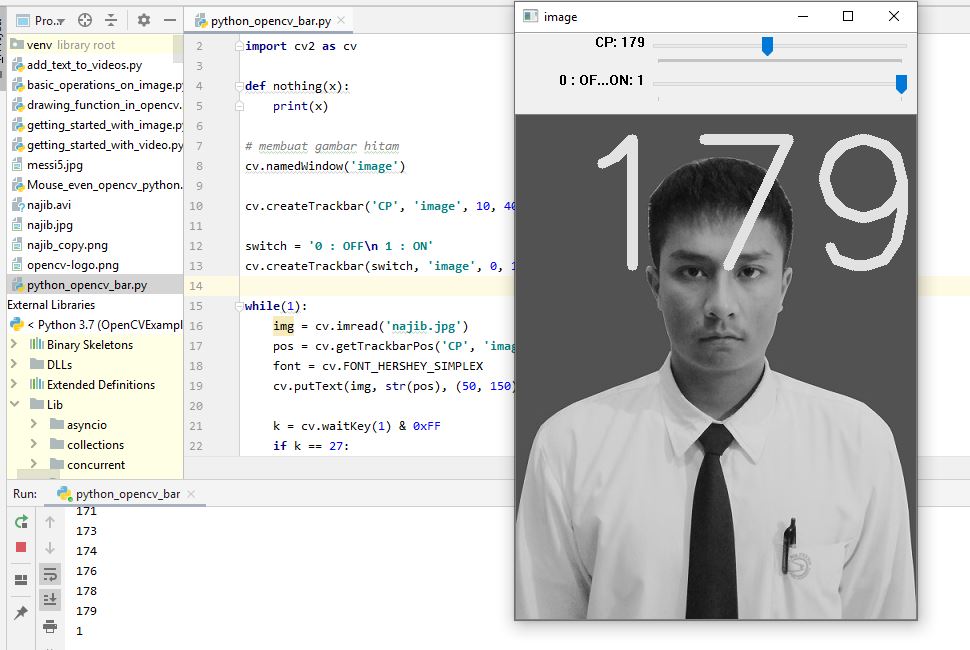 Pro...
python_opencv_bar.py
venv library root
add_text_to_videos.py
basic_operations_on_image.py
drawing_function_in_opencv.
getting_started_with_image.py
getting_started_with_video.py
messi5.jpg
Mouse_even_opencv_python.
najib.avi
najib.jpg
najib_copy.png
opencv-logo.png
python_opencv_bar.py
External Libraries
< Python 3.7 (OpenCVExampl
Binary Skeletons
DLLs
Extended Definitions
Lib
asyncio
collections
concurrent
2 import cv2 as cv
3
4 def nothing(x):
5 print(x)
6
7 # membuat gambar hitam
8 cv.namedWindow('image')
9
10 cv.createTrackbar('CP', 'image', 10, 40
11
12 switch = '0 : OFF\n 1 : ON'
13 cv.createTrackbar(switch, 'image', 0, 1
14
15 while(1):
16 img = cv.imread('najib.jpg')
17 pos = cv.getTrackbarPos('CP', 'imag
18 font = cv.FONT_HERSHEY_SIMPLEX
19 cv.putText(img, str(pos), (50, 150)
20
21 k = cv.waitKey(1) & 0xFF
22 if k == 27:
image
CP: 179
0 : OF...ON: 1
179
Run: python_opencv_bar
171
173
174
176
178
179
1